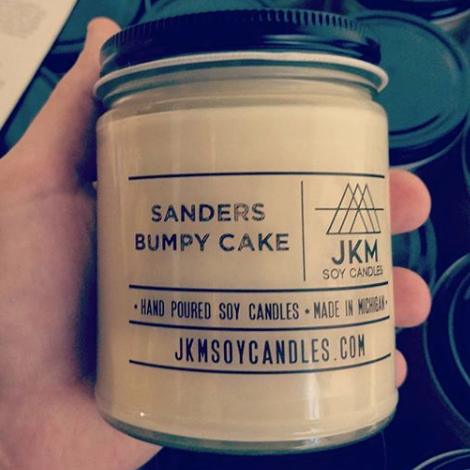 SANDERS
BUMPY CAKE
JKM
SOY CANDLES
• HAND POURED SOY CANDLES • MADE IN MICHIGAN •
JKMSOYCANDLES.COM